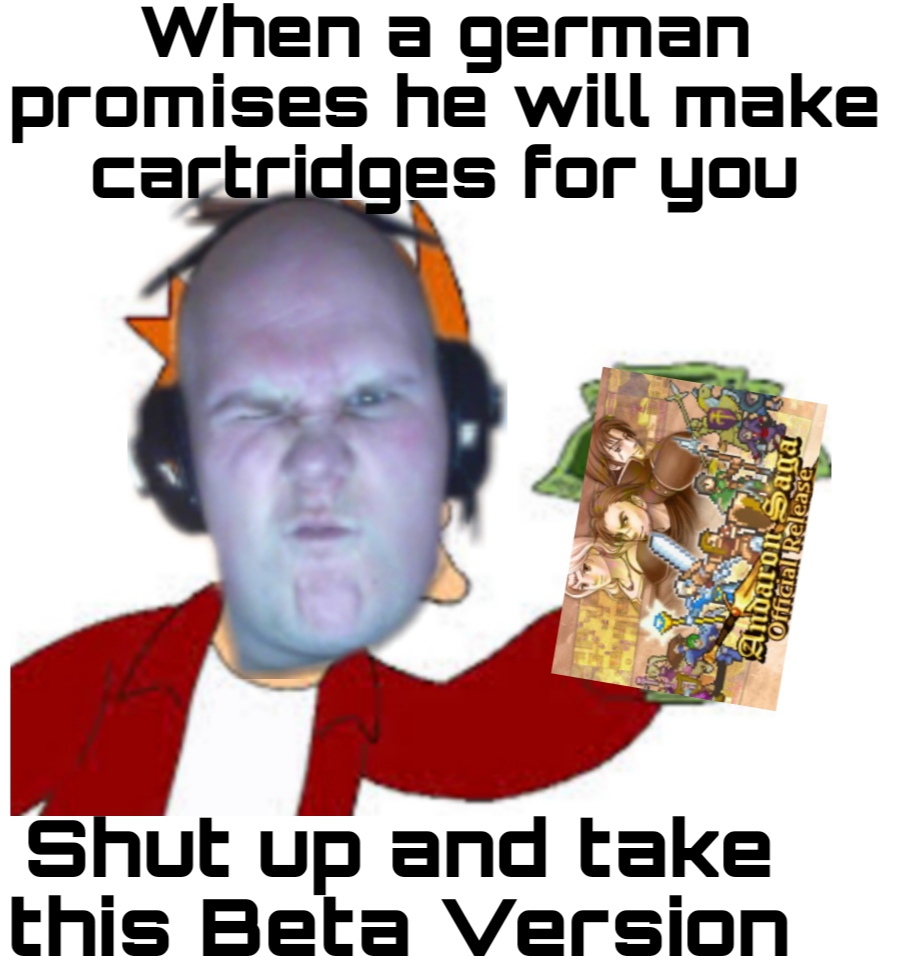 When a german
promises he will make
cartridges for you
Andaron Saga
Official Release
Shut up and take
this Beta Version